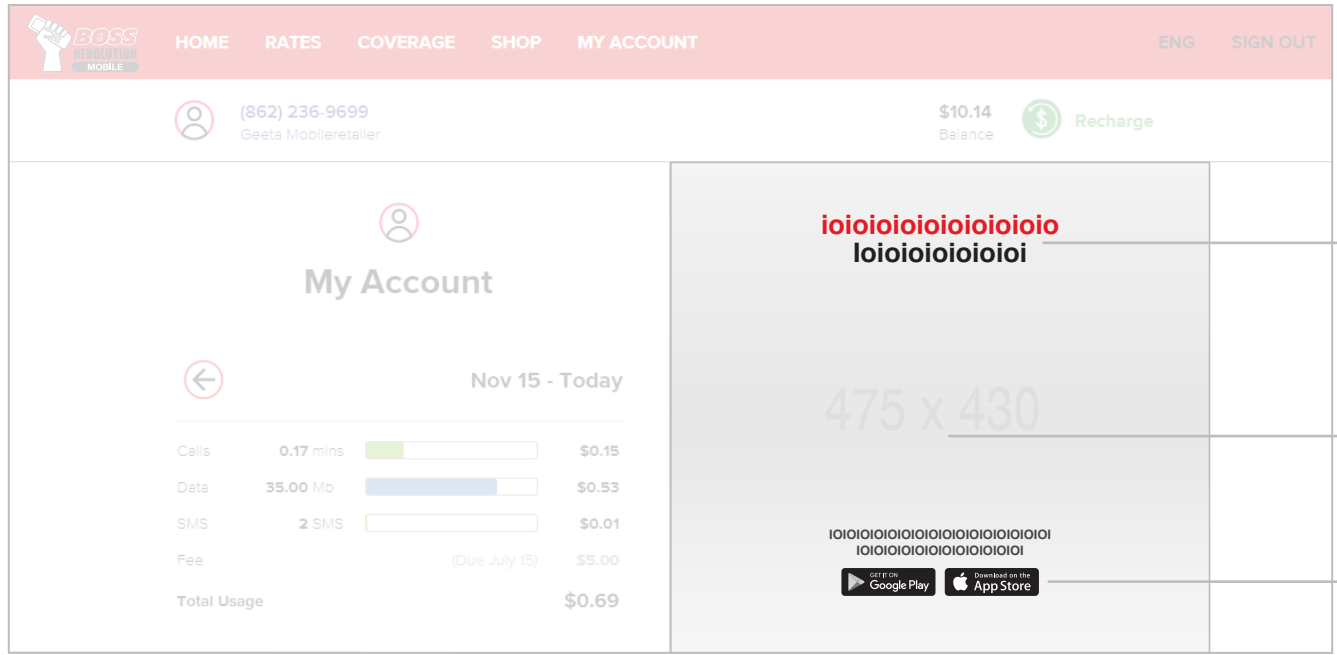 BOSS
REVOLUTION
MOBILE
HOME RATES COVERAGE SHOP MY ACCOUNT ENG SIGN OUT
(862) 236-9699
Geeta Mobileretailer
$10.14
Balance
Recharge
My Account
Nov 15 - Today
Calls 0.17 mins $0.15
Data 35.00 Mb $0.53
SMS 2 SMS $0.01
Fee (Due July 15) $5.00
Total Usage $0.69
ioioioioioioioioioio
Ioioioioioioioi
475 x 430
IOIOIOIOIOIOIOIOIOIOIOIOIOIOIOIOI
IOIOIOIOIOIOIOIOIOIOIOIOI
GET IT ON
Google Play
Download on the
App Store